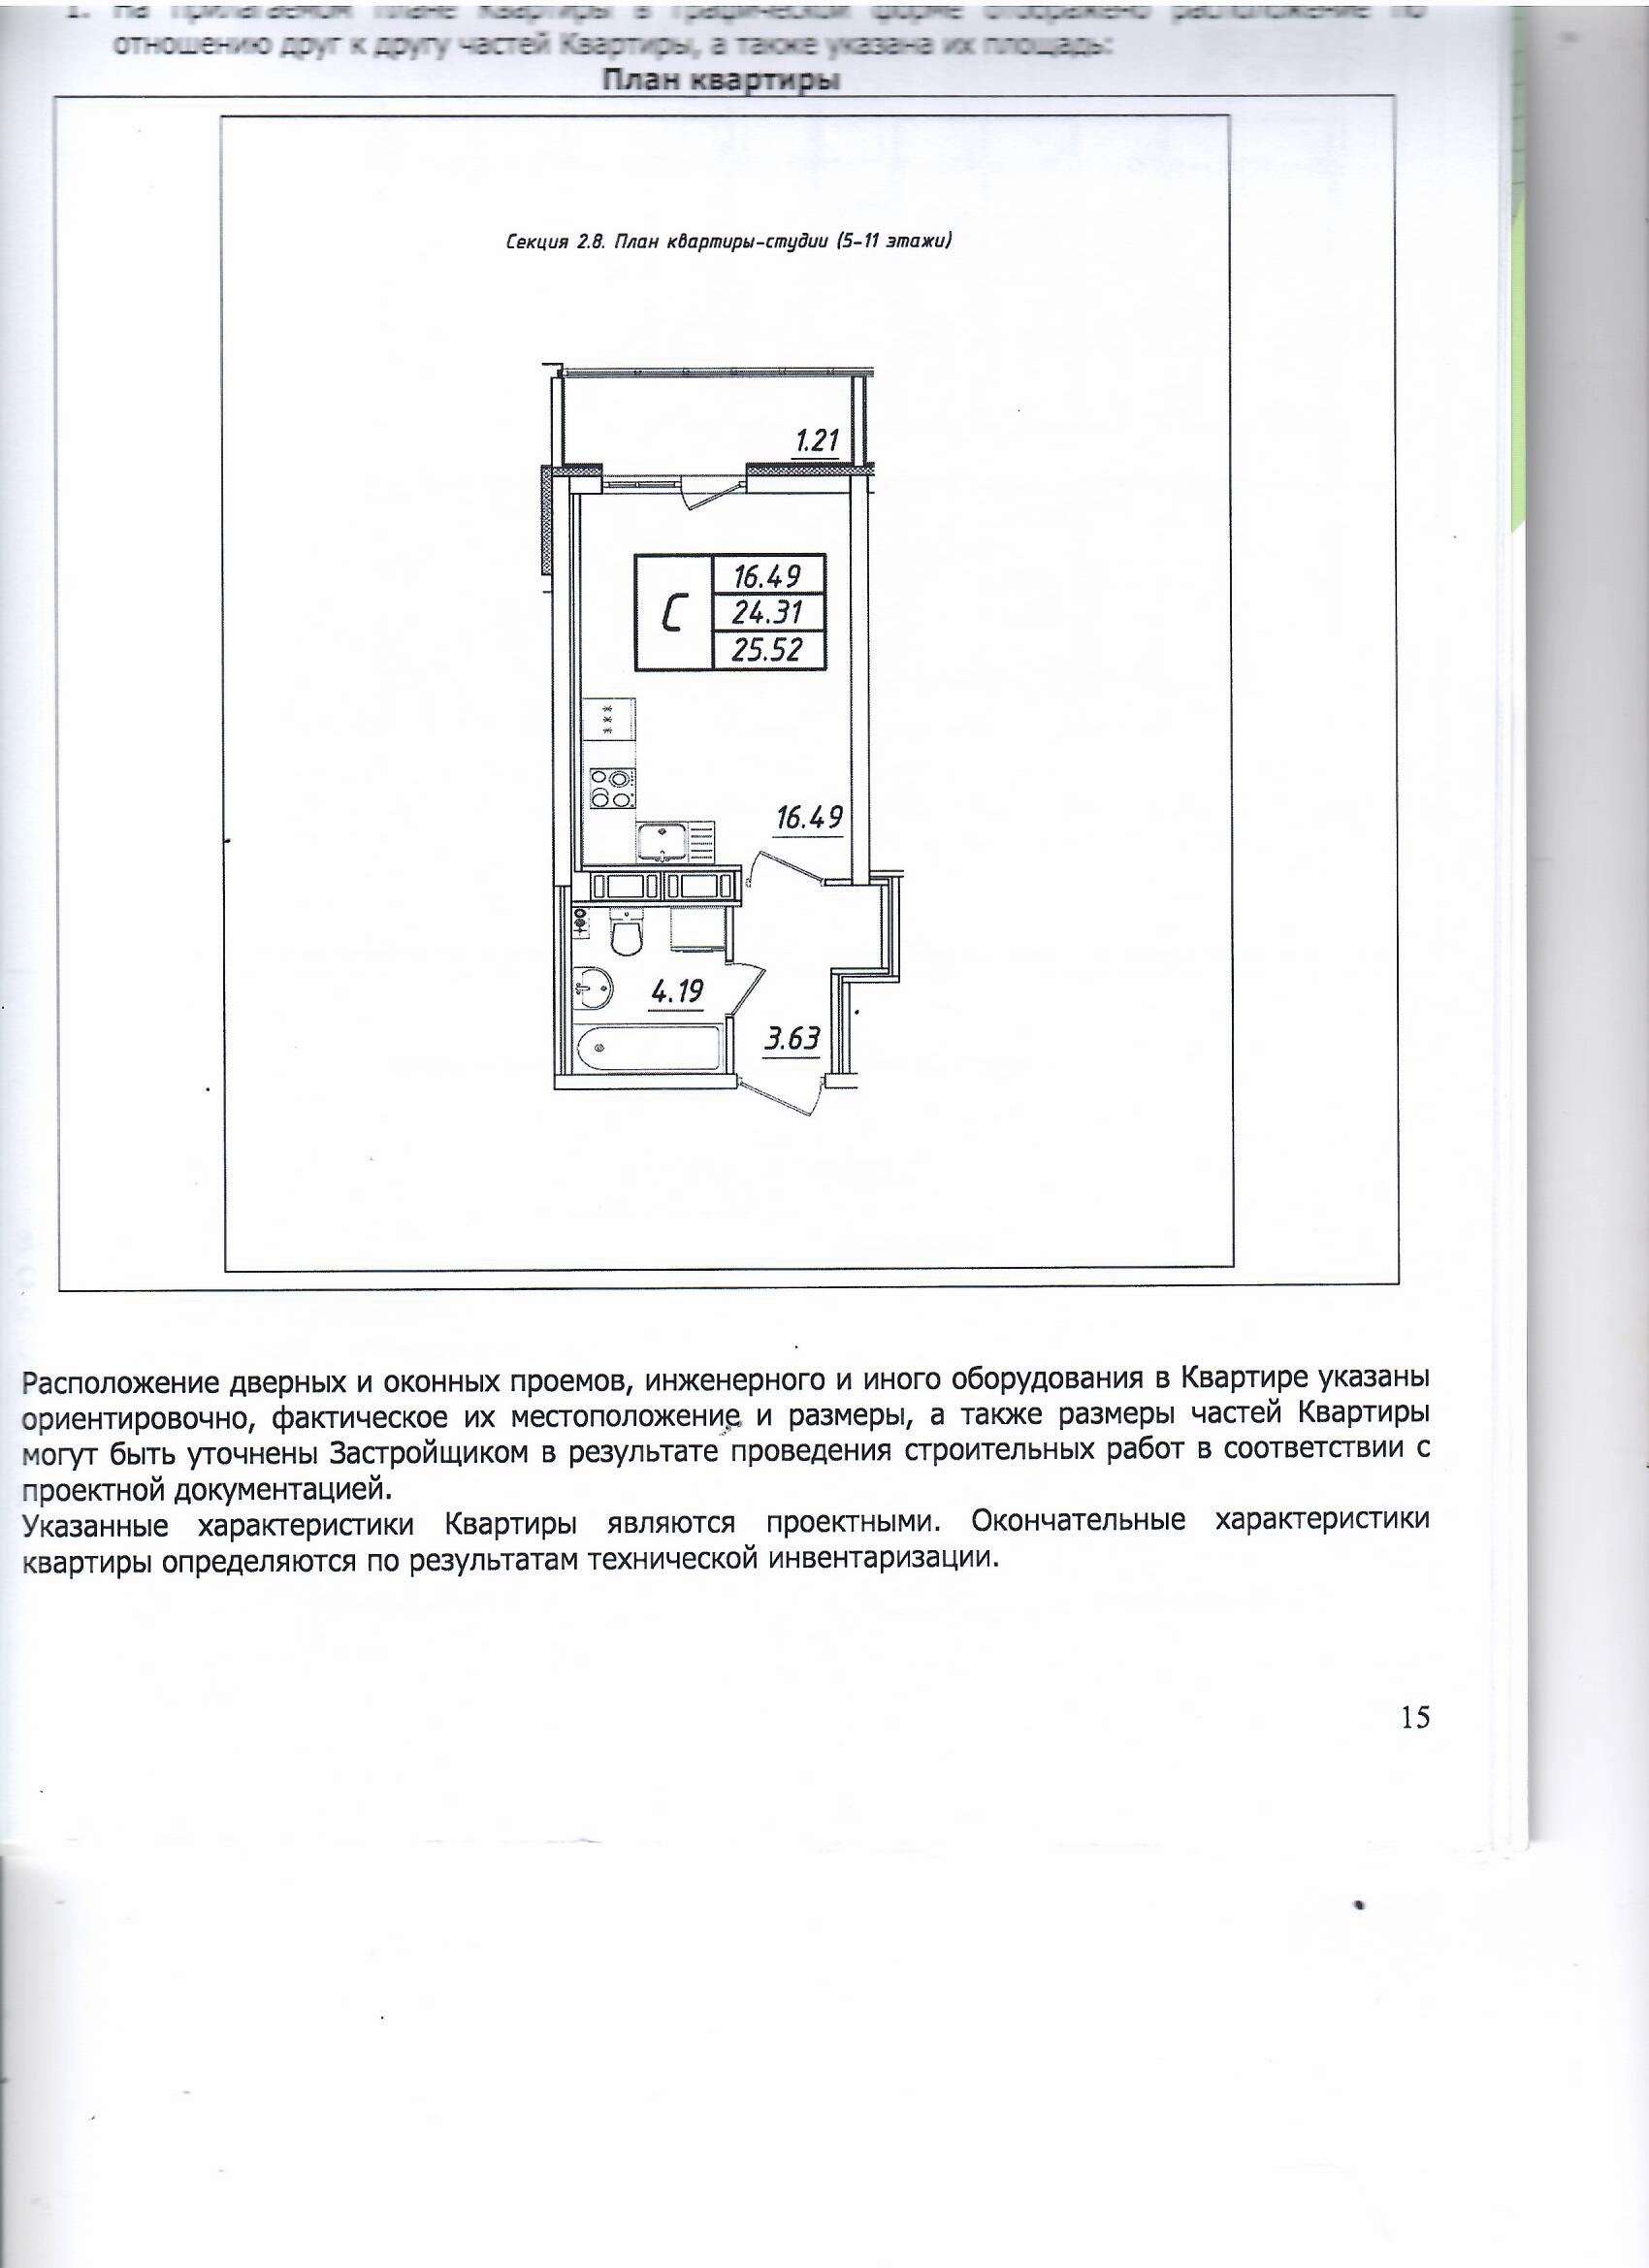 1. На прилагаемом плане Квартиры в графической форме отображено расположение по
отношению друг к другу частей Квартиры, а также указана их площадь:
План квартиры
Секция 2.8. План квартиры-студии (5-11 этажи)
1.21
С
16.49
24.31
25.52
16.49
4.19
3.63
Расположение дверных и оконных проемов, инженерного и иного оборудования в Квартире указаны
ориентировочно, фактическое их местоположение и размеры, а также размеры частей Квартиры
могут быть уточнены Застройщиком в результате проведения строительных работ в соответствии с
проектной документацией.
Указанные характеристики Квартиры являются проектными. Окончательные характеристики
квартиры определяются по результатам технической инвентаризации.
15